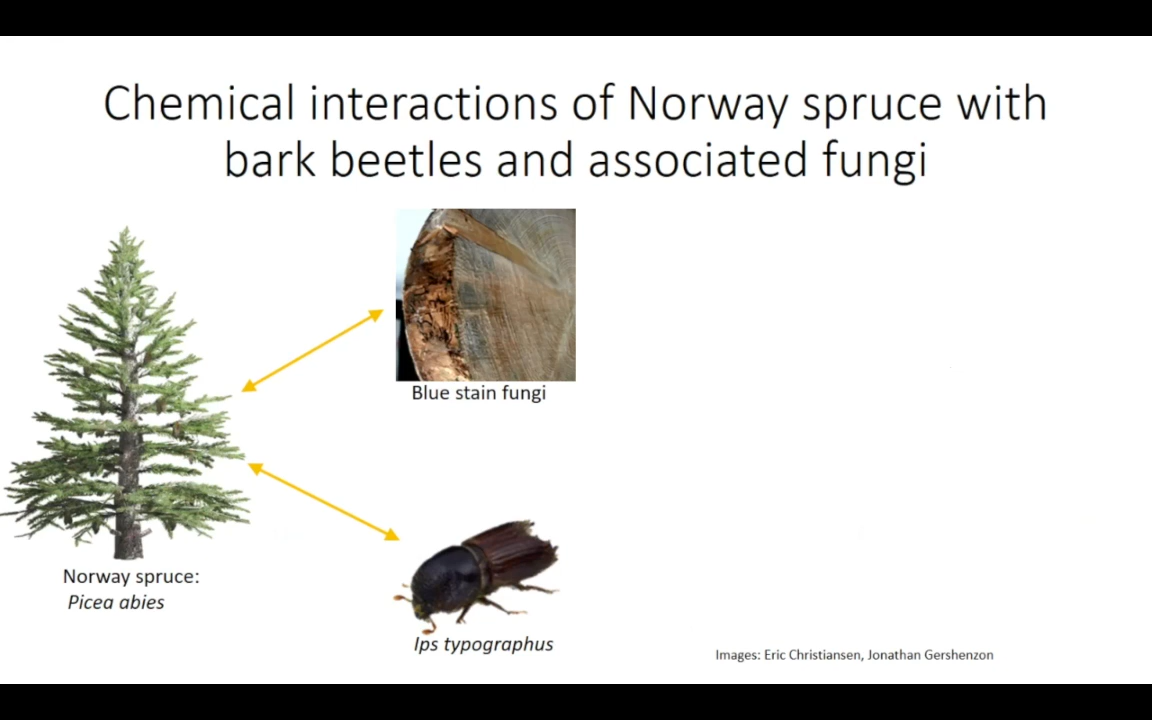 Chemical interactions of Norway spruce with
bark beetles and associated fungi
Blue stain fungi
Norway spruce:
Picea abies
Ips typographus
Images: Eric Christiansen, Jonathan Gershenzon